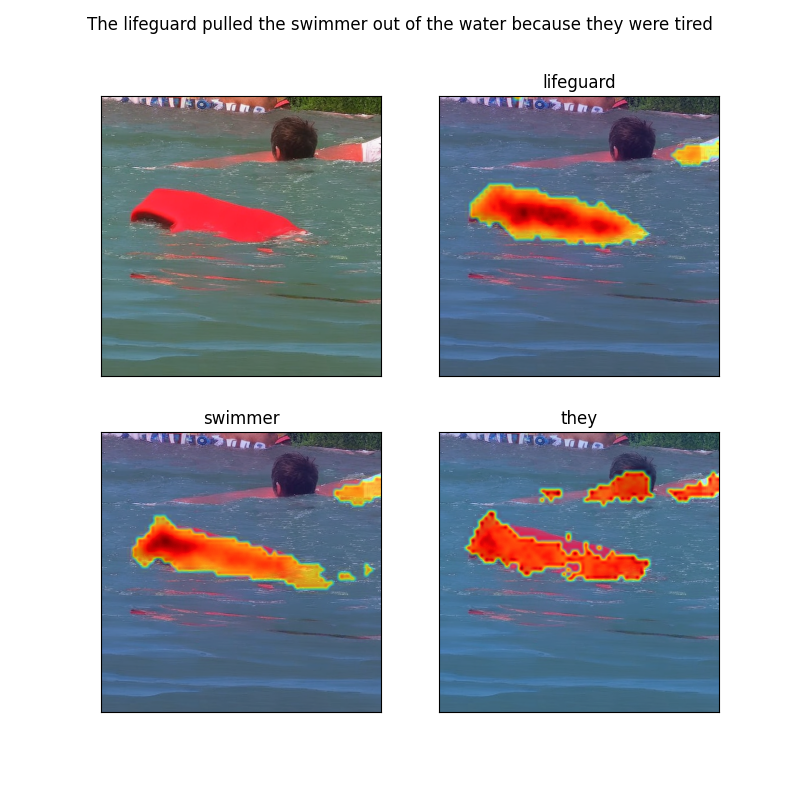 The lifeguard pulled the swimmer out of the water because they were tired
lifeguard
swimmer
they